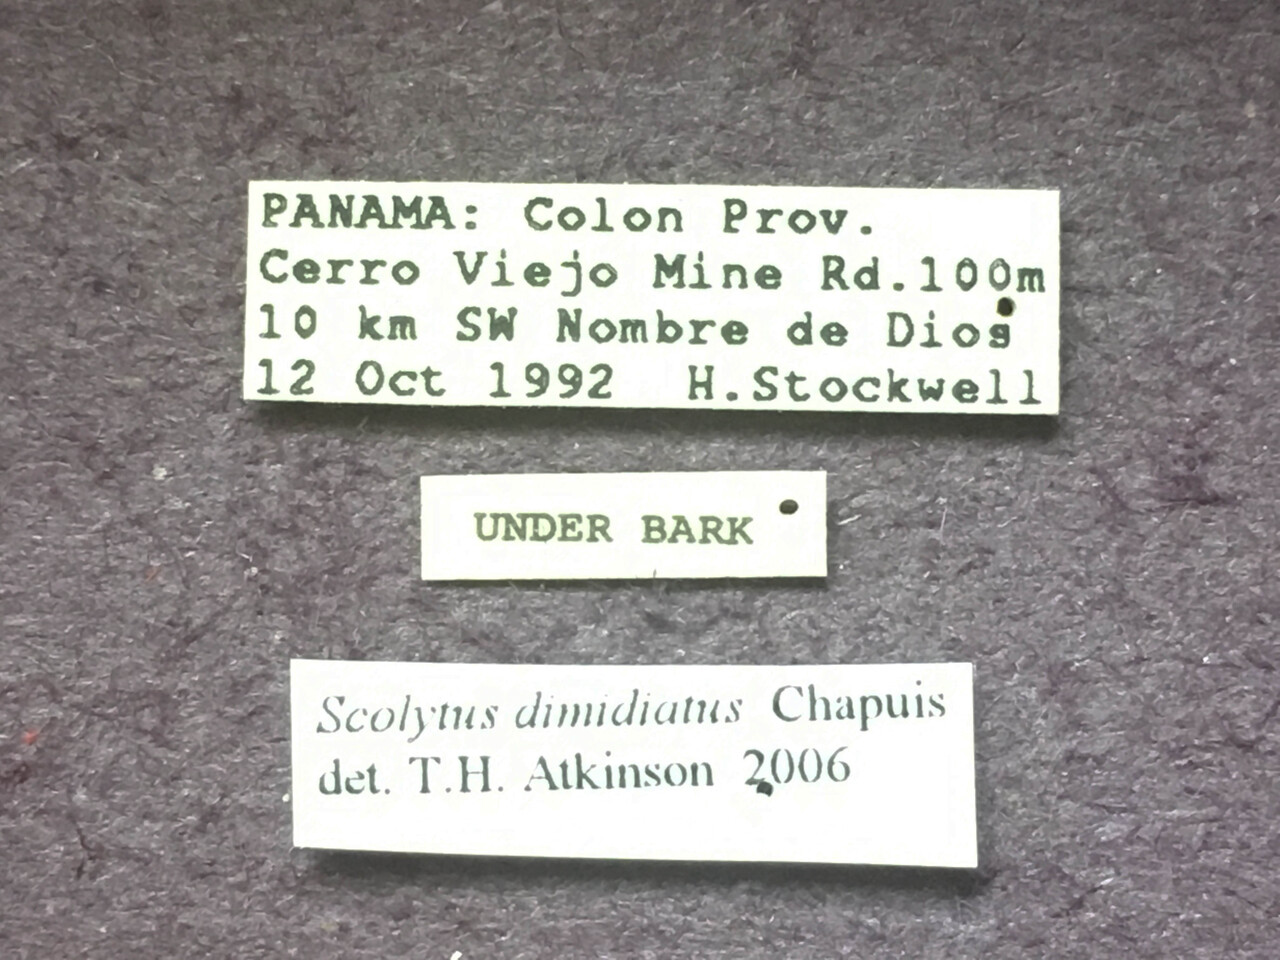 PANAMA: Colon Prov.
Cerro Viejo Mine Rd.100m
10 km SW Nombre de Dios
12 Oct 1992 H.Stockwell
UNDER BARK
Scolytus dimidiatus Chapuis
det. T.H. Atkinson 2006